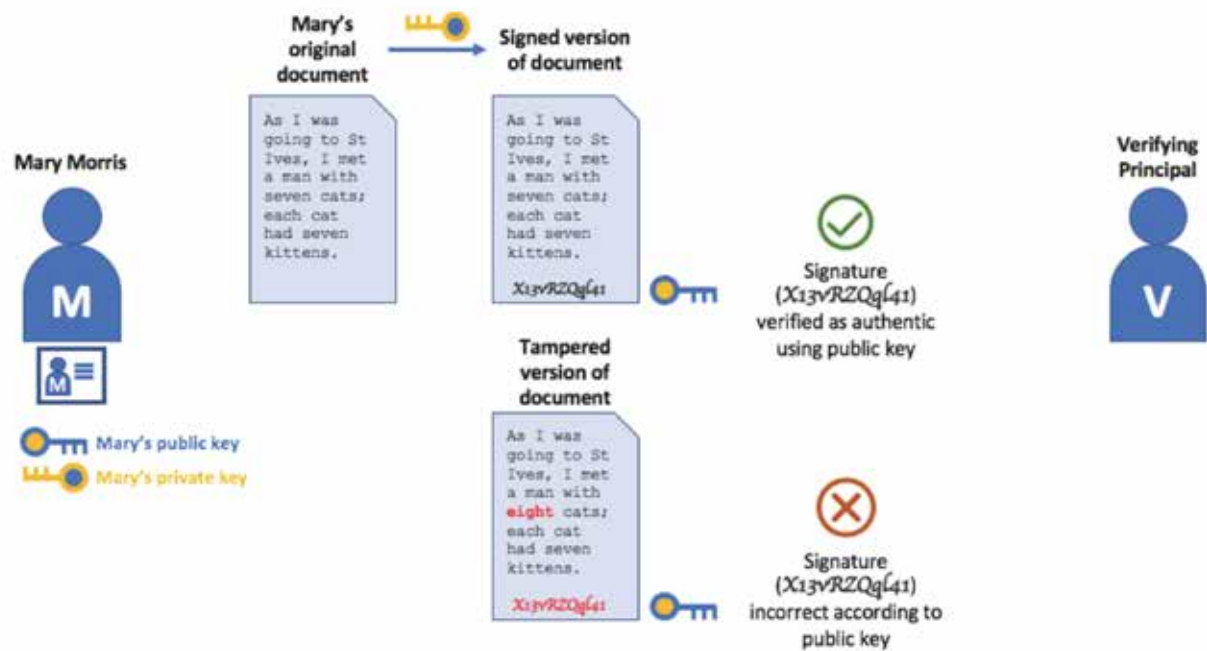 Mary's
original
document
Signed version
of document
As I was
going to St
Ives, I met
a man with
seven cats;
each cat
had seven
kittens.
As I was
going to St
Ives, I met
a man with
seven cats;
each cat
had seven
kittens.
X13vRZQql41
Mary Morris
M
M
Mary's public key
Mary's private key
Signature
(X13vRZQql41)
verified as authentic
using public key
Verifying
Principal
V
Tampered
version of
document
As I was
going to St
Ives, I met
a man with
eight cats;
each cat
had seven
kittens.
X13vRZQql41
Signature
(X13vRZQql41)
incorrect according to
public key